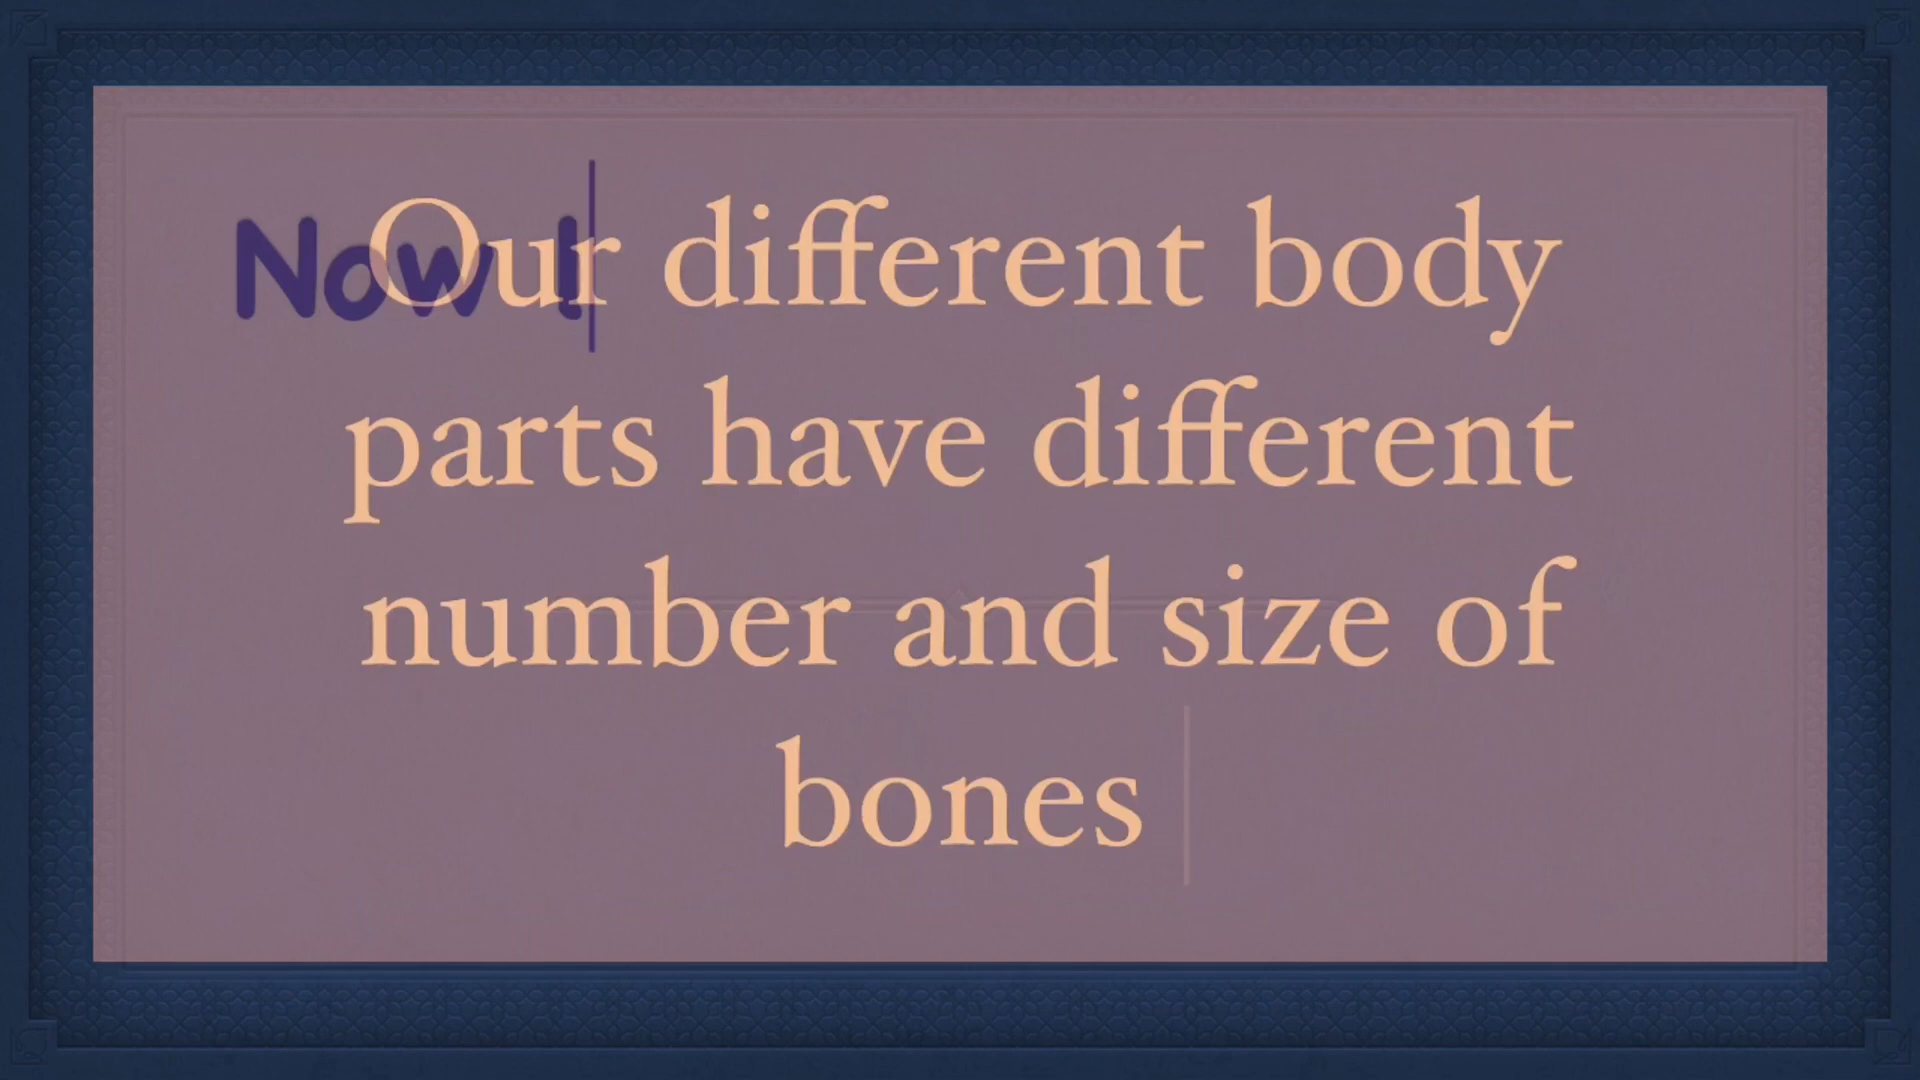 Now
Our different body
parts have different
number and size of
bones